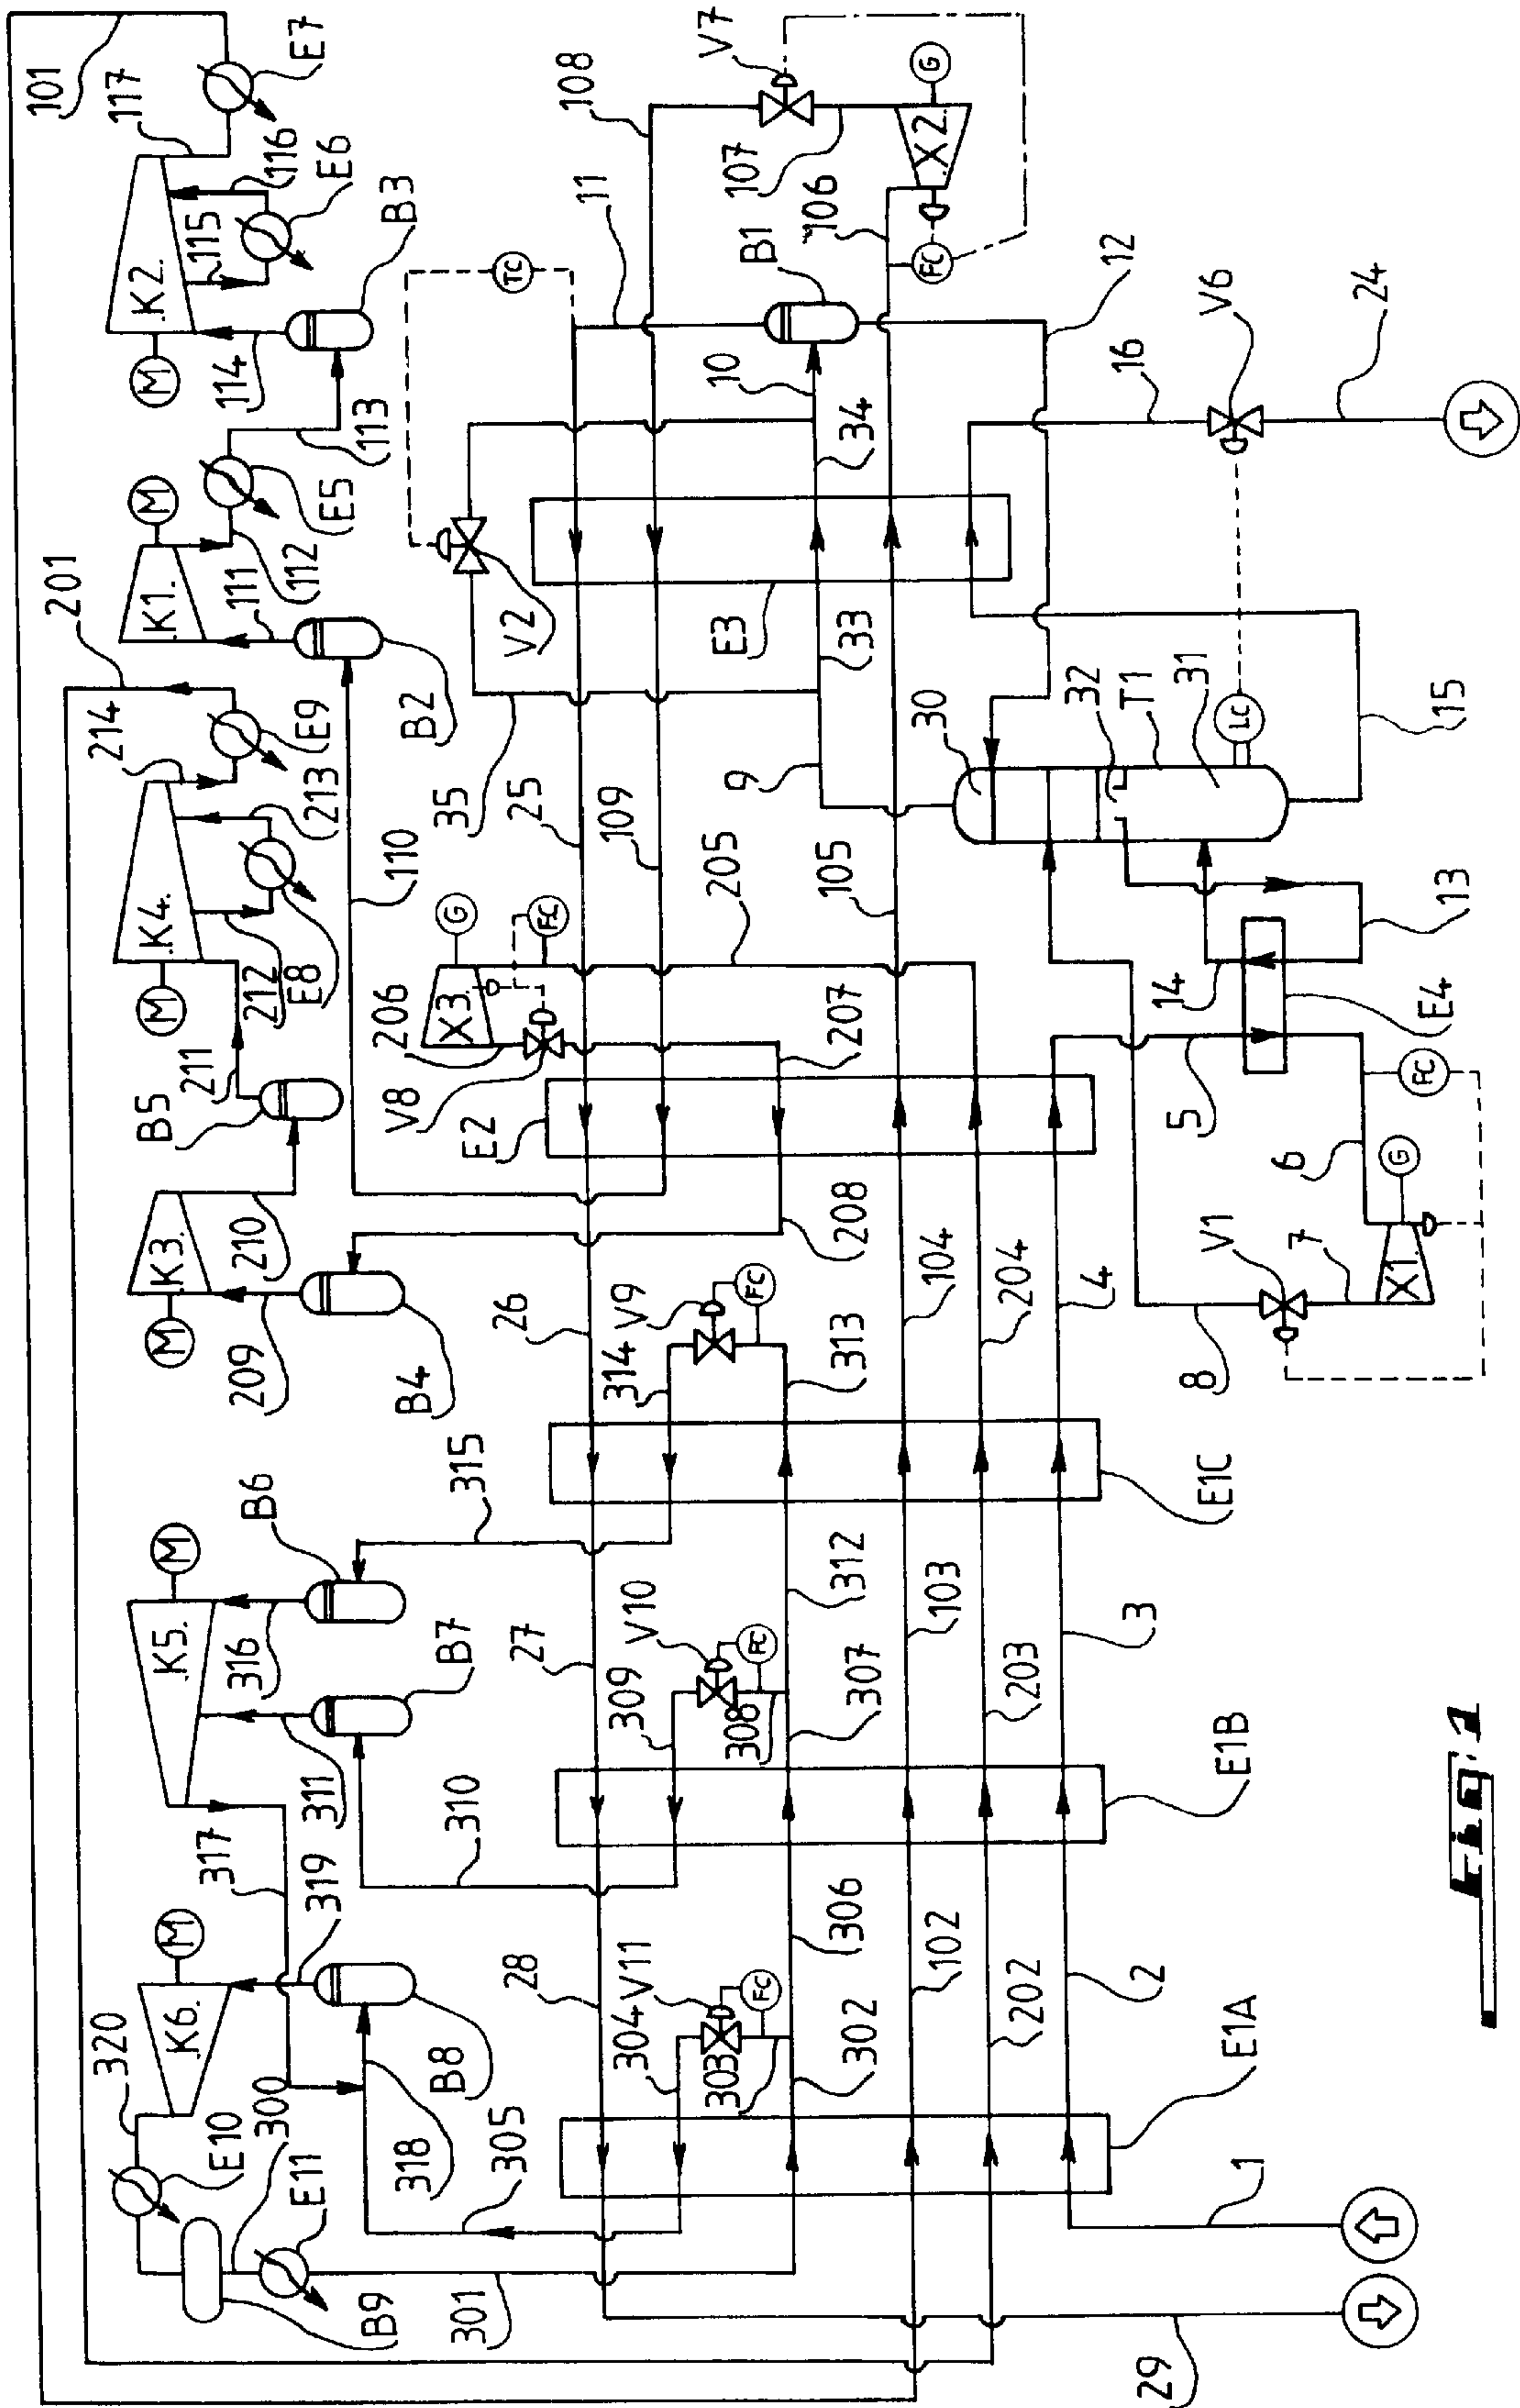 320
E10
300
E11
B9
301
K6
M
319
317
B8
318
305
K5
M
316
311
B6
B7
310
315
K3
M
209
210
B4
B5
211
K4
M
212
E8
213
214
E9
201
K1
M
111
112
E5
113
B2
110
K2
M
114
115
116
E6
B3
117
E7
101
28
304
V11
FC
303
302
306
27
309
V10
FC
308
307
312
26
314
V9
FC
313
208
206
X3
G
FC
V8
207
E2
205
25
109
35
V2
TC
E3
11
108
V7
10
34
B1
33
9
106
107
FC
X2
G
102
202
2
E1A
103
203
3
E1B
104
204
4
E1C
105
30
32
T1
31
LC
12
16
V6
24
15
13
14
E4
5
6
FC
G
X1
7
V1
8
1
29
Fig.1